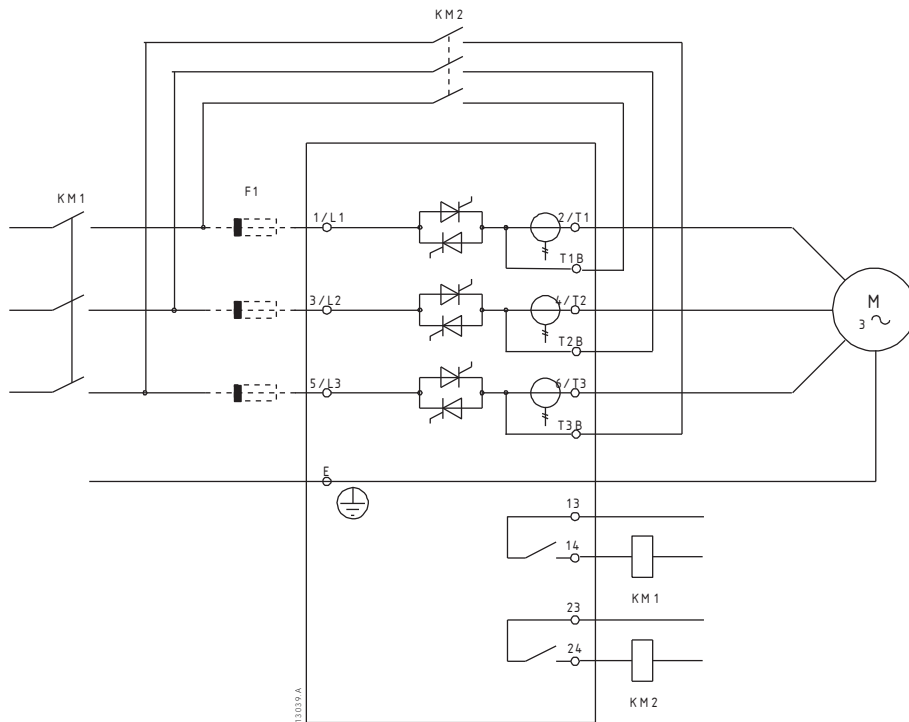 KM2
KM1
F1
1/L1
2/T1
T1B
3/L2
4/T2
T2B
5/L3
6/T3
T3B
M
3
E
13
14
KM1
23
24
KM2
13039.A